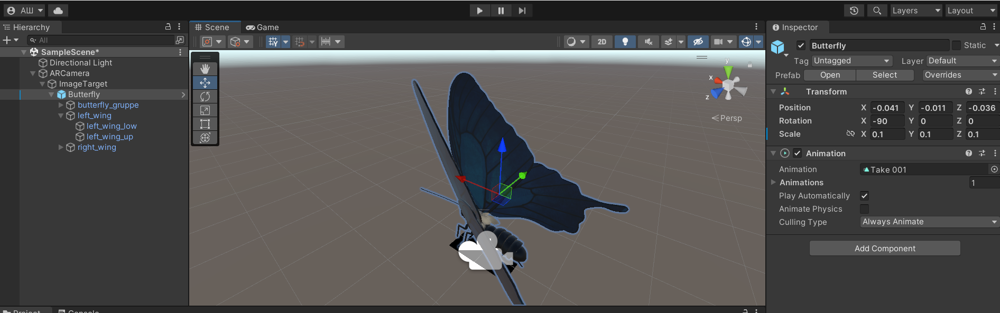 АШ
Layers
Layout
Hierarchy
All
SampleScene*
Directional Light
ARCamera
ImageTarget
Butterfly
butterfly_gruppe
left_wing
left_wing_low
left_wing_up
right_wing
Scene
Game
2D
y
x
z
Persp
Inspector
Butterfly
Static
Tag Untagged Layer Default
Prefab Open Select Overrides
Transform
Position X -0.041 Y -0.011 Z -0.036
Rotation X -90 Y 0 Z 0
Scale X 0.1 Y 0.1 Z 0.1
Animation
Animation Take 001
Animations 1
Play Automatically
Animate Physics
Culling Type Always Animate
Add Component
Project
Console